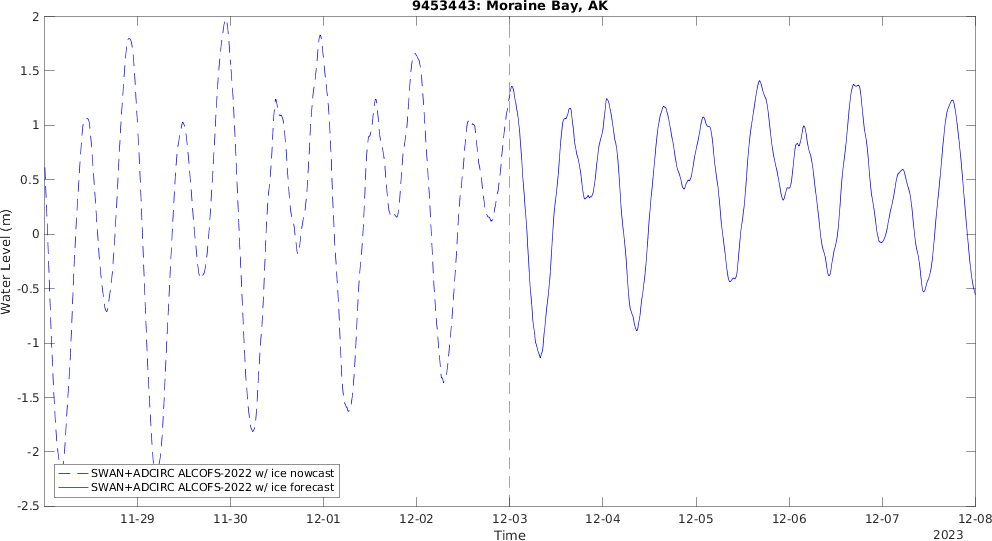 9453443: Moraine Bay, AK
2
1.5
1
0.5
0
-0.5
-1
-1.5
-2
-2.5
Water Level (m)
SWAN+ADCIRC ALCOFS-2022 w/ ice nowcast
SWAN+ADCIRC ALCOFS-2022 w/ ice forecast
11-29 11-30 12-01 12-02 12-03 12-04 12-05 12-06 12-07 12-08
Time
2023